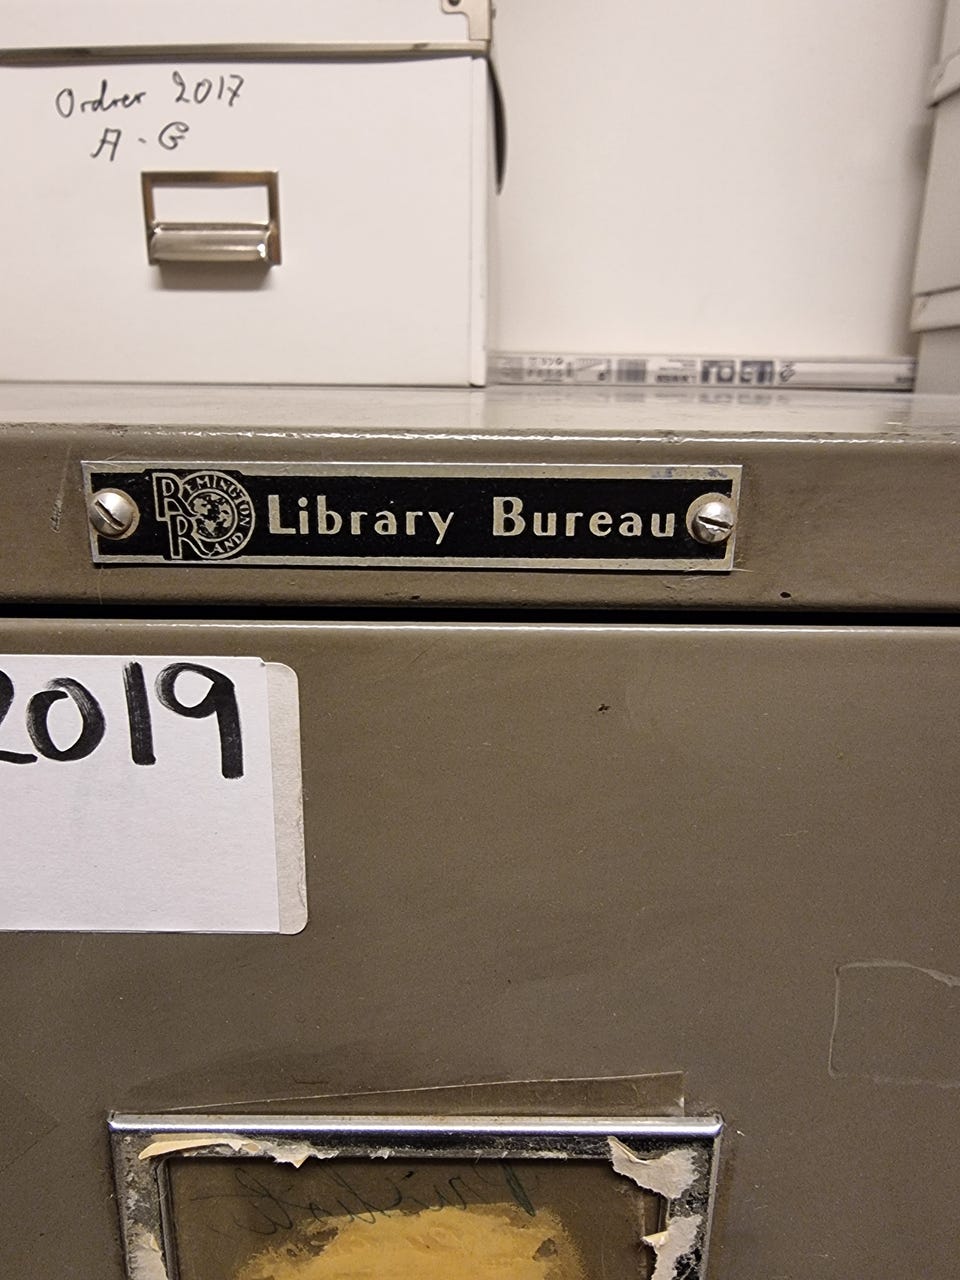 Ordrer 2017
A - G
REMINGTON RAND Library Bureau
2019